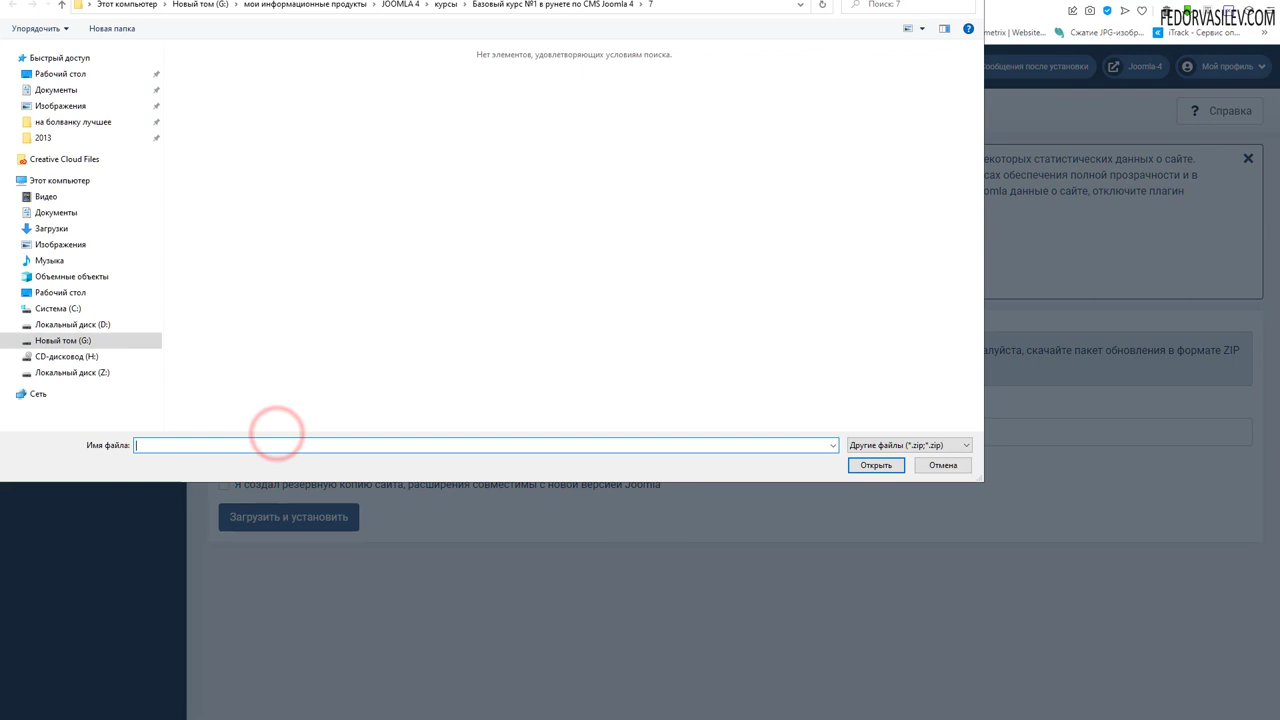 Этот компьютер > Новый том (G:) > мои информационные продукты > JOOMLA 4 > курсы > Базовый курс №1 в рунете по CMS Joomla 4 > 7
Поиск: 7
FEDORVASILEV.COM
Упорядочить
Новая папка
metrix | Website...
Сжатие JPG-изобр...
iTrack - Сервис оп...
»
Нет элементов, удовлетворяющих условиям поиска.
Сообщения после установки
Joomla-4
Мой профиль
Справка
Быстрый доступ
Рабочий стол
Документы
Изображения
на болванку лучшее
2013
Creative Cloud Files
Этот компьютер
Видео
Документы
Загрузки
Изображения
Музыка
Объемные объекты
Рабочий стол
Система (C:)
Локальный диск (D:)
Новый том (G:)
CD-дисковод (H:)
Локальный диск (Z:)
Сеть
некоторых статистических данных о сайте.
сах обеспечения полной прозрачности и в
omla данные о сайте, отключите плагин
алуйста, скачайте пакет обновления в формате ZIP
Имя файла:
Другие файлы (*.zip;*.zip)
Открыть
Отмена
Я создал резервную копию сайта, расширения совместимы с новой версией Joomla
Загрузить и установить